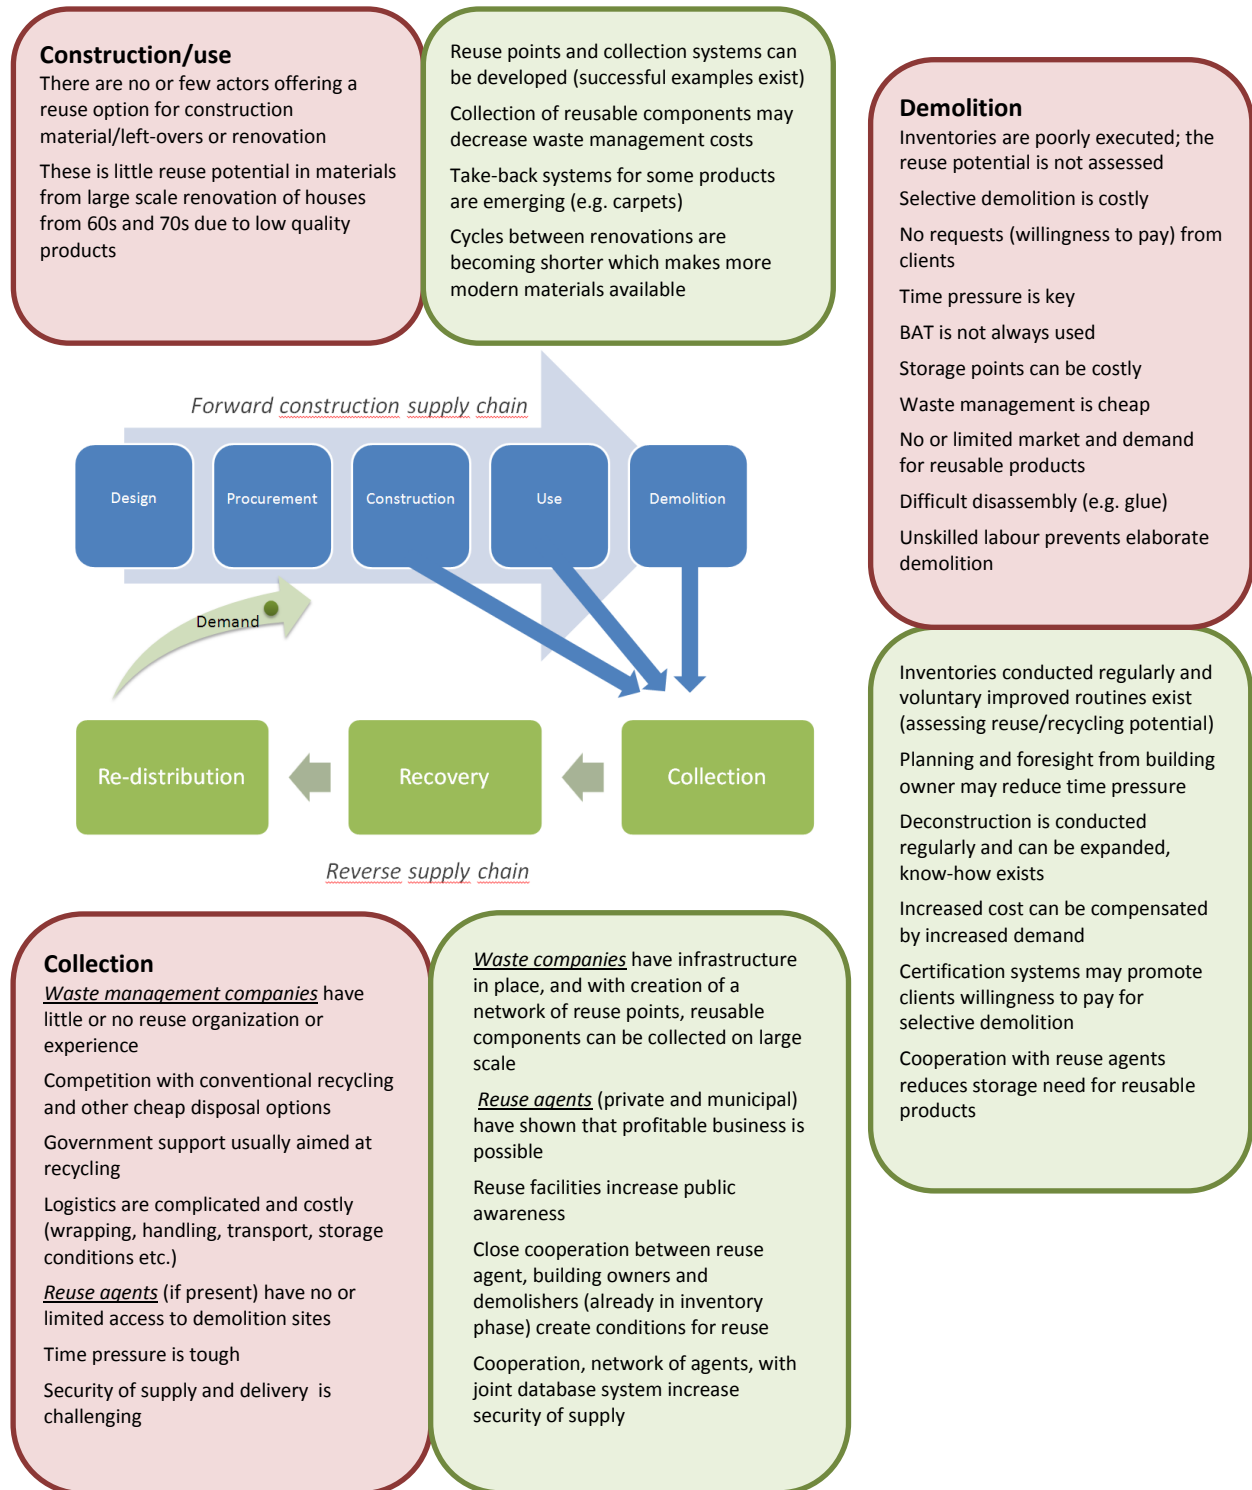 Construction/use
There are no or few actors offering a
reuse option for construction
material/left-overs or renovation
These is little reuse potential in materials
from large scale renovation of houses
from 60s and 70s due to low quality
products
Reuse points and collection systems can
be developed (successful examples exist)
Collection of reusable components may
decrease waste management costs
Take-back systems for some products
are emerging (e.g. carpets)
Cycles between renovations are
becoming shorter which makes more
modern materials available
Demolition
Inventories are poorly executed; the
reuse potential is not assessed
Selective demolition is costly
No requests (willingness to pay) from
clients
Time pressure is key
BAT is not always used
Storage points can be costly
Waste management is cheap
No or limited market and demand
for reusable products
Difficult disassembly (e.g. glue)
Unskilled labour prevents elaborate
demolition
Forward construction supply chain
Design
Procurement
Construction
Use
Demolition
Demand
Re-distribution
Recovery
Collection
Reverse supply chain
Inventories conducted regularly and
voluntary improved routines exist
(assessing reuse/recycling potential)
Planning and foresight from building
owner may reduce time pressure
Deconstruction is conducted
regularly and can be expanded,
know-how exists
Increased cost can be compensated
by increased demand
Certification systems may promote
clients willingness to pay for
selective demolition
Cooperation with reuse agents
reduces storage need for reusable
products
Collection
Waste management companies have
little or no reuse organization or
experience
Competition with conventional recycling
and other cheap disposal options
Government support usually aimed at
recycling
Logistics are complicated and costly
(wrapping, handling, transport, storage
conditions etc.)
Reuse agents (if present) have no or
limited access to demolition sites
Time pressure is tough
Security of supply and delivery is
challenging
Waste companies have infrastructure
in place, and with creation of a
network of reuse points, reusable
components can be collected on large
scale
Reuse agents (private and municipal)
have shown that profitable business is
possible
Reuse facilities increase public
awareness
Close cooperation between reuse
agent, building owners and
demolishers (already in inventory
phase) create conditions for reuse
Cooperation, network of agents, with
joint database system increase
security of supply